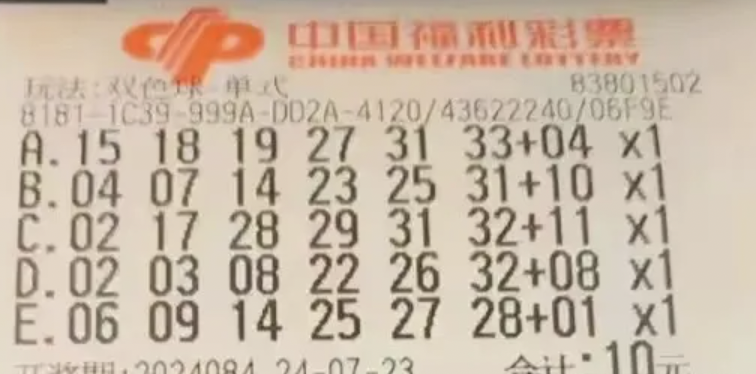 中国福利彩票
CHINA WELFARE LOTTERY
玩法:双色球-单式 83801502
8181-1C39-999A-DD2A-4120/43622240/06F9E
A.15 18 19 27 31 33+04 x1
B.04 07 14 23 25 31+10 x1
C.02 17 28 29 31 32+11 x1
D.02 03 08 22 26 32+08 x1
E.06 09 14 25 27 28+01 x1
开奖期:2024084 24-07-23 合计:10元